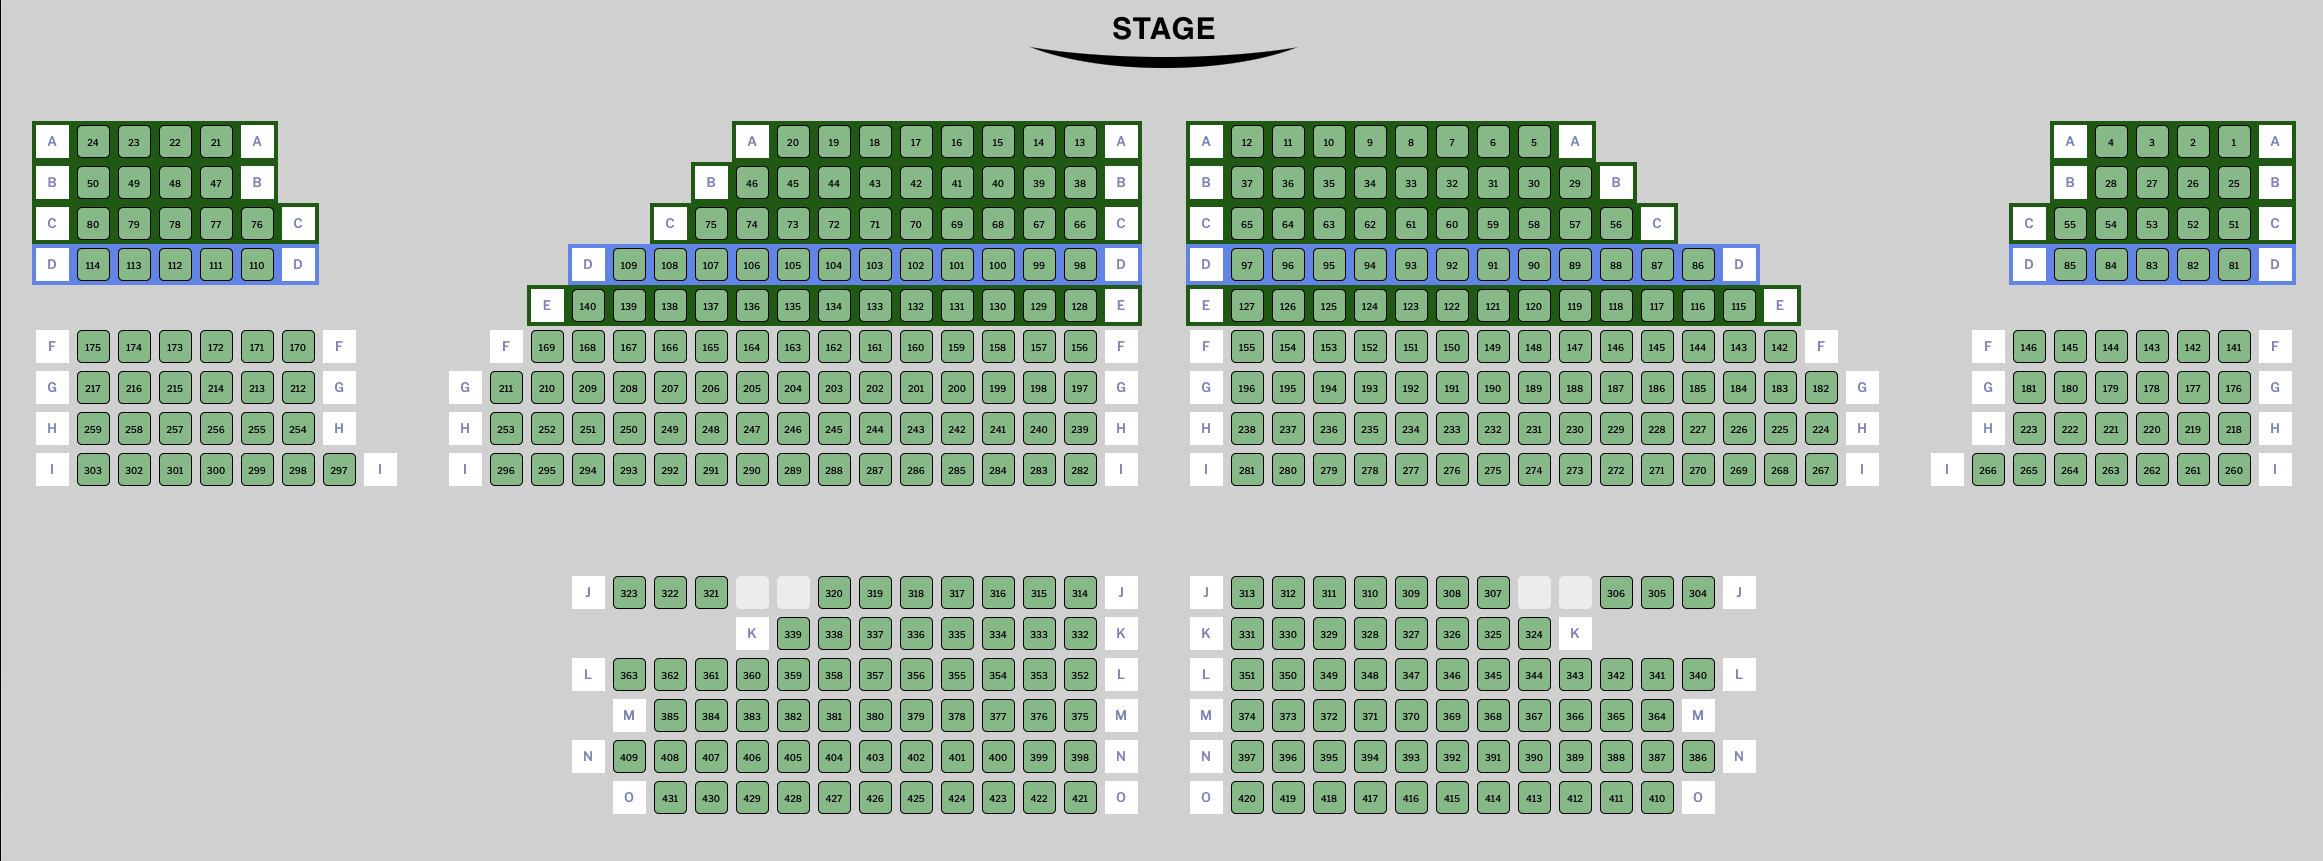 STAGE
A 24 23 22 21 A A 20 19 18 17 16 15 14 13 A A 12 11 10 9 8 7 6 5 A A 4 3 2 1 A
B 50 49 48 47 B B 46 45 44 43 42 41 40 39 38 B B 37 36 35 34 33 32 31 30 29 B B 28 27 26 25 B
C 80 79 78 77 76 C C 75 74 73 72 71 70 69 68 67 66 C C 65 64 63 62 61 60 59 58 57 56 C C 55 54 53 52 51 C
D 114 113 112 111 110 D D 109 108 107 106 105 104 103 102 101 100 99 98 D D 97 96 95 94 93 92 91 90 89 88 87 86 D D 85 84 83 82 81 D
E 140 139 138 137 136 135 134 133 132 131 130 129 128 E E 127 126 125 124 123 122 121 120 119 118 117 116 115 E
F 175 174 173 172 171 170 F F 169 168 167 166 165 164 163 162 161 160 159 158 157 156 F F 155 154 153 152 151 150 149 148 147 146 145 144 143 142 F F 146 145 144 143 142 141 F
G 217 216 215 214 213 212 G G 211 210 209 208 207 206 205 204 203 202 201 200 199 198 197 G G 196 195 194 193 192 191 190 189 188 187 186 185 184 183 182 G G 181 180 179 178 177 176 G
H 259 258 257 256 255 254 H H 253 252 251 250 249 248 247 246 245 244 243 242 241 240 239 H H 238 237 236 235 234 233 232 231 230 229 228 227 226 225 224 H H 223 222 221 220 219 218 H
I 303 302 301 300 299 298 297 I I 296 295 294 293 292 291 290 289 288 287 286 285 284 283 282 I I 281 280 279 278 277 276 275 274 273 272 271 270 269 268 267 I I 266 265 264 263 262 261 260 I
J 323 322 321 320 319 318 317 316 315 314 J J 313 312 311 310 309 308 307 306 305 304 J
K 339 338 337 336 335 334 333 332 K K 331 330 329 328 327 326 325 324 K
L 363 362 361 360 359 358 357 356 355 354 353 352 L L 351 350 349 348 347 346 345 344 343 342 341 340 L
M 385 384 383 382 381 380 379 378 377 376 375 M M 374 373 372 371 370 369 368 367 366 365 364 M
N 409 408 407 406 405 404 403 402 401 400 399 398 N N 397 396 395 394 393 392 391 390 389 388 387 386 N
O 431 430 429 428 427 426 425 424 423 422 421 O O 420 419 418 417 416 415 414 413 412 411 410 O